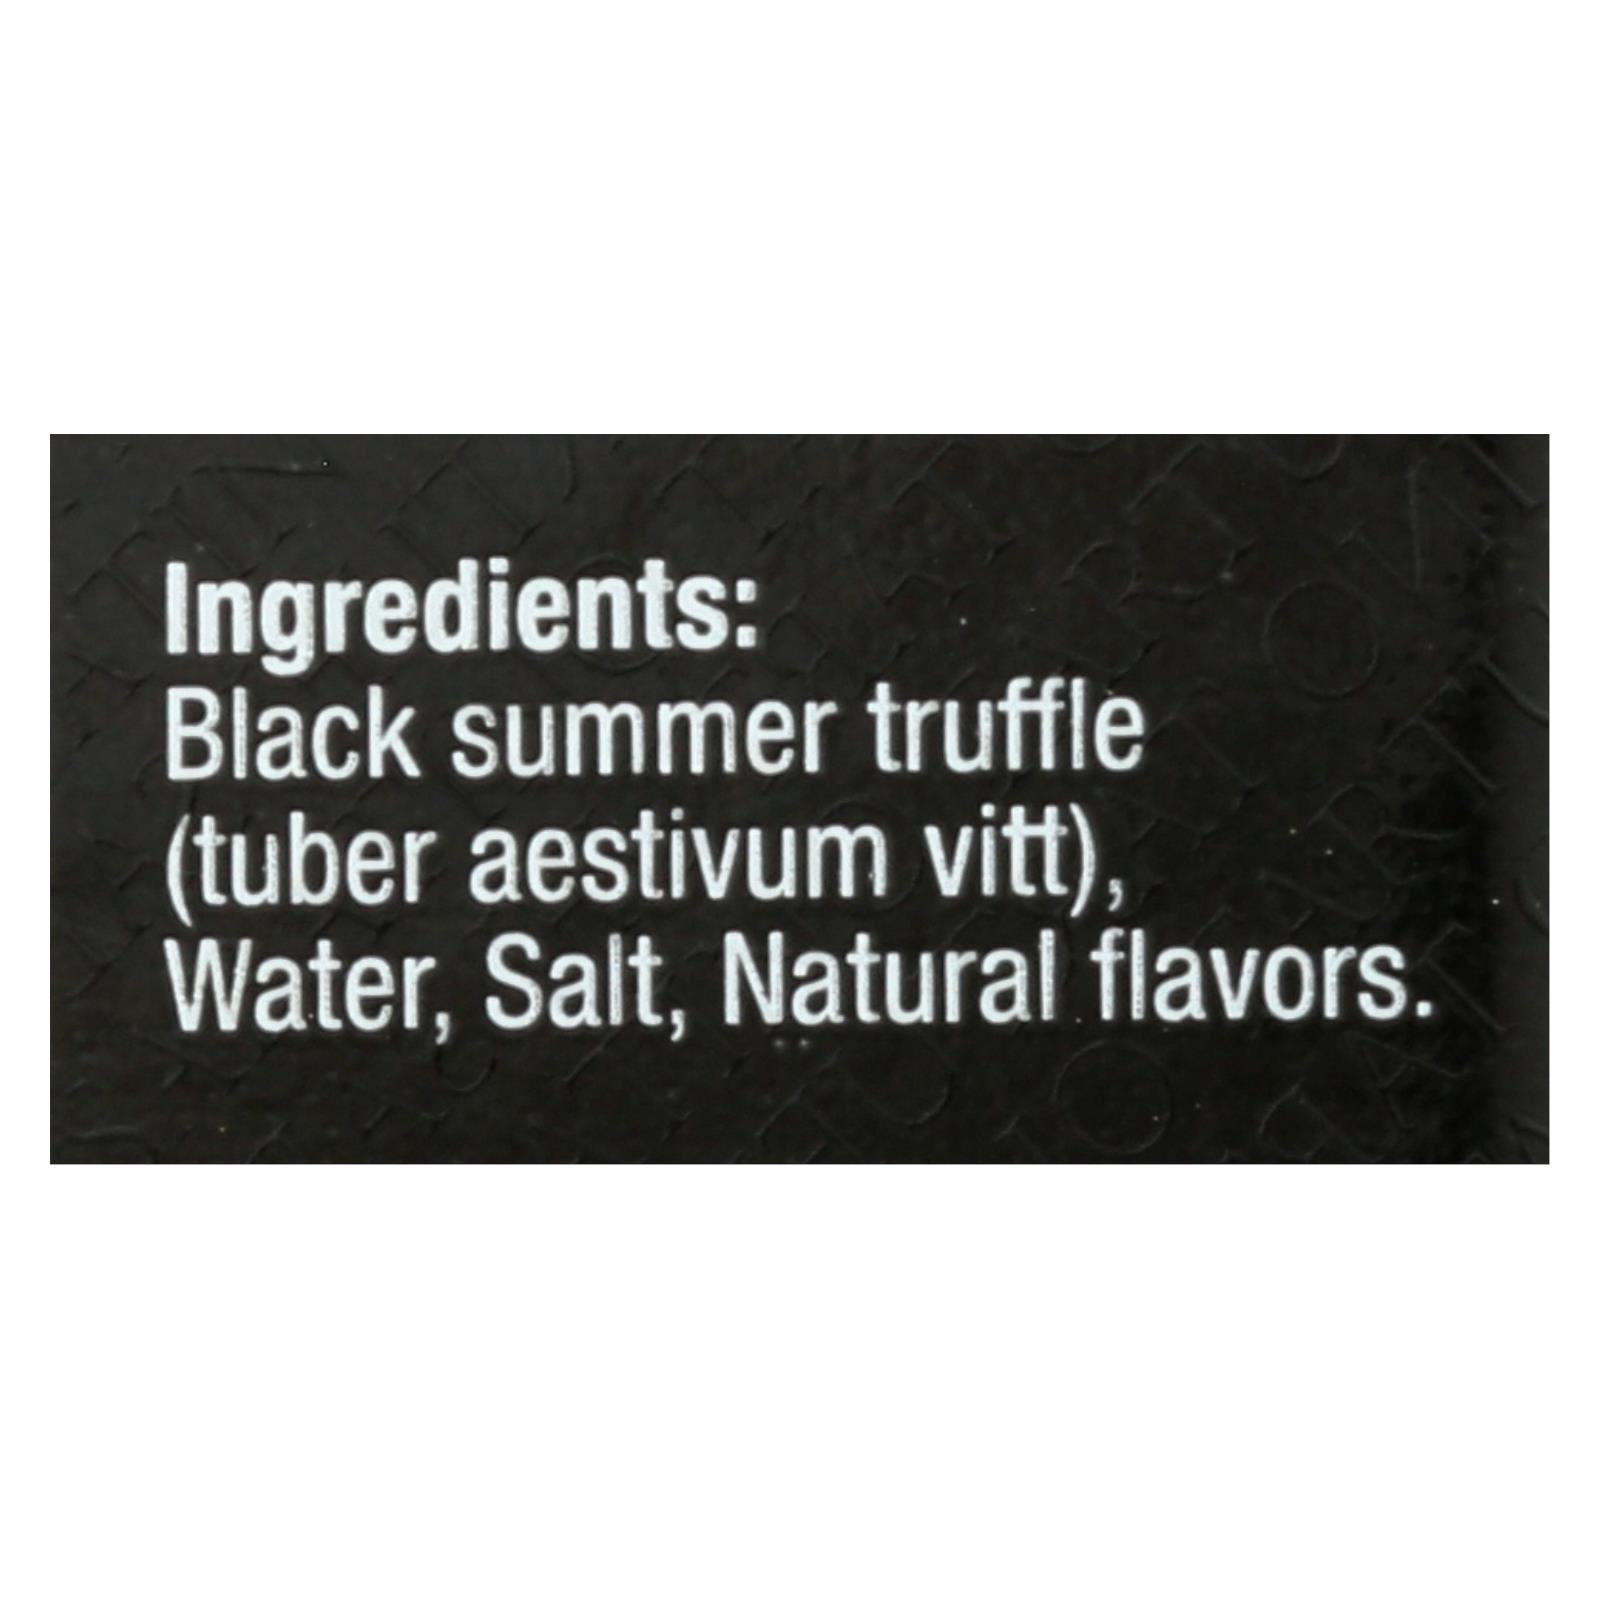 Ingredients:
Black summer truffle
(tuber aestivum vitt),
Water, Salt, Natural flavors.